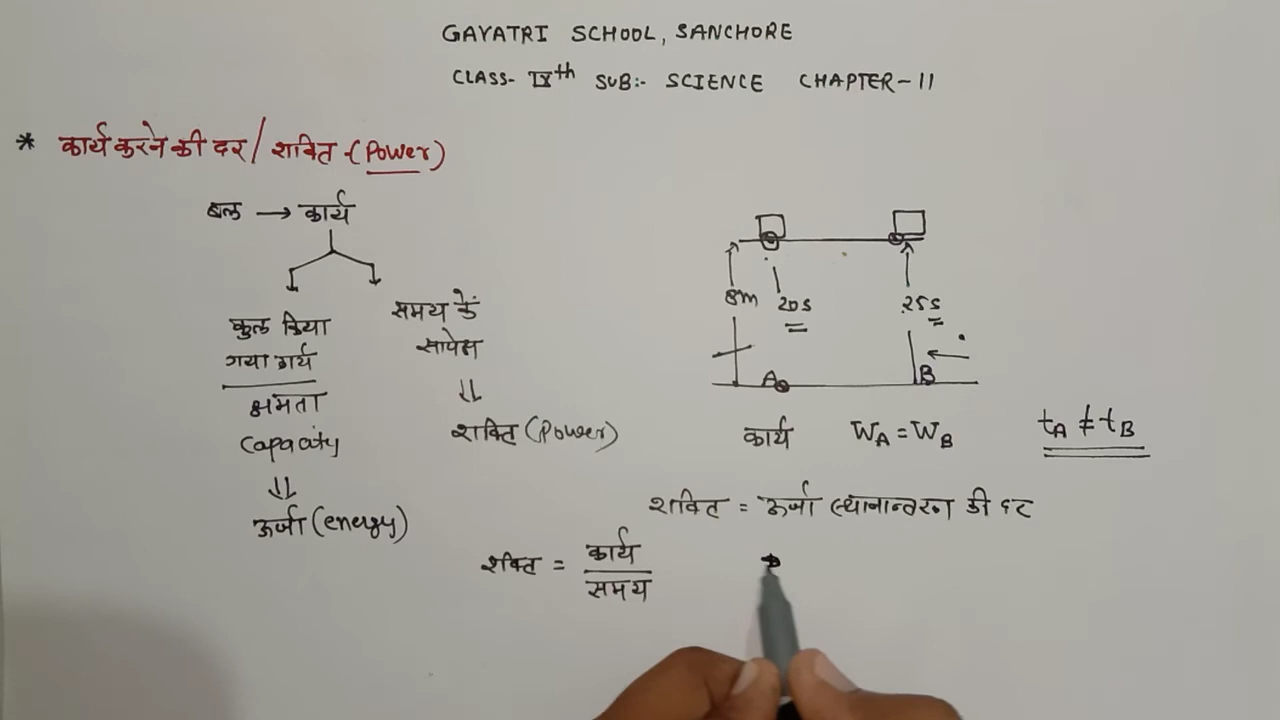 GAYATRI SCHOOL, SANCHORE
CLASS- IXth SUB:- SCIENCE CHAPTER-11
* कार्य करने की दर / शक्ति -(Power)
बल → कार्य
कुल किया
गया कार्य
क्षमता
capacity
ऊर्जा (energy)
समय के
सापेक्ष
शक्ति (Power)
8m 20s 25s
A B
कार्य WA = WB
tA ≠ tB
शक्ति = ऊर्जा स्थानान्तरण की दर
शक्ति = कार्य
समय